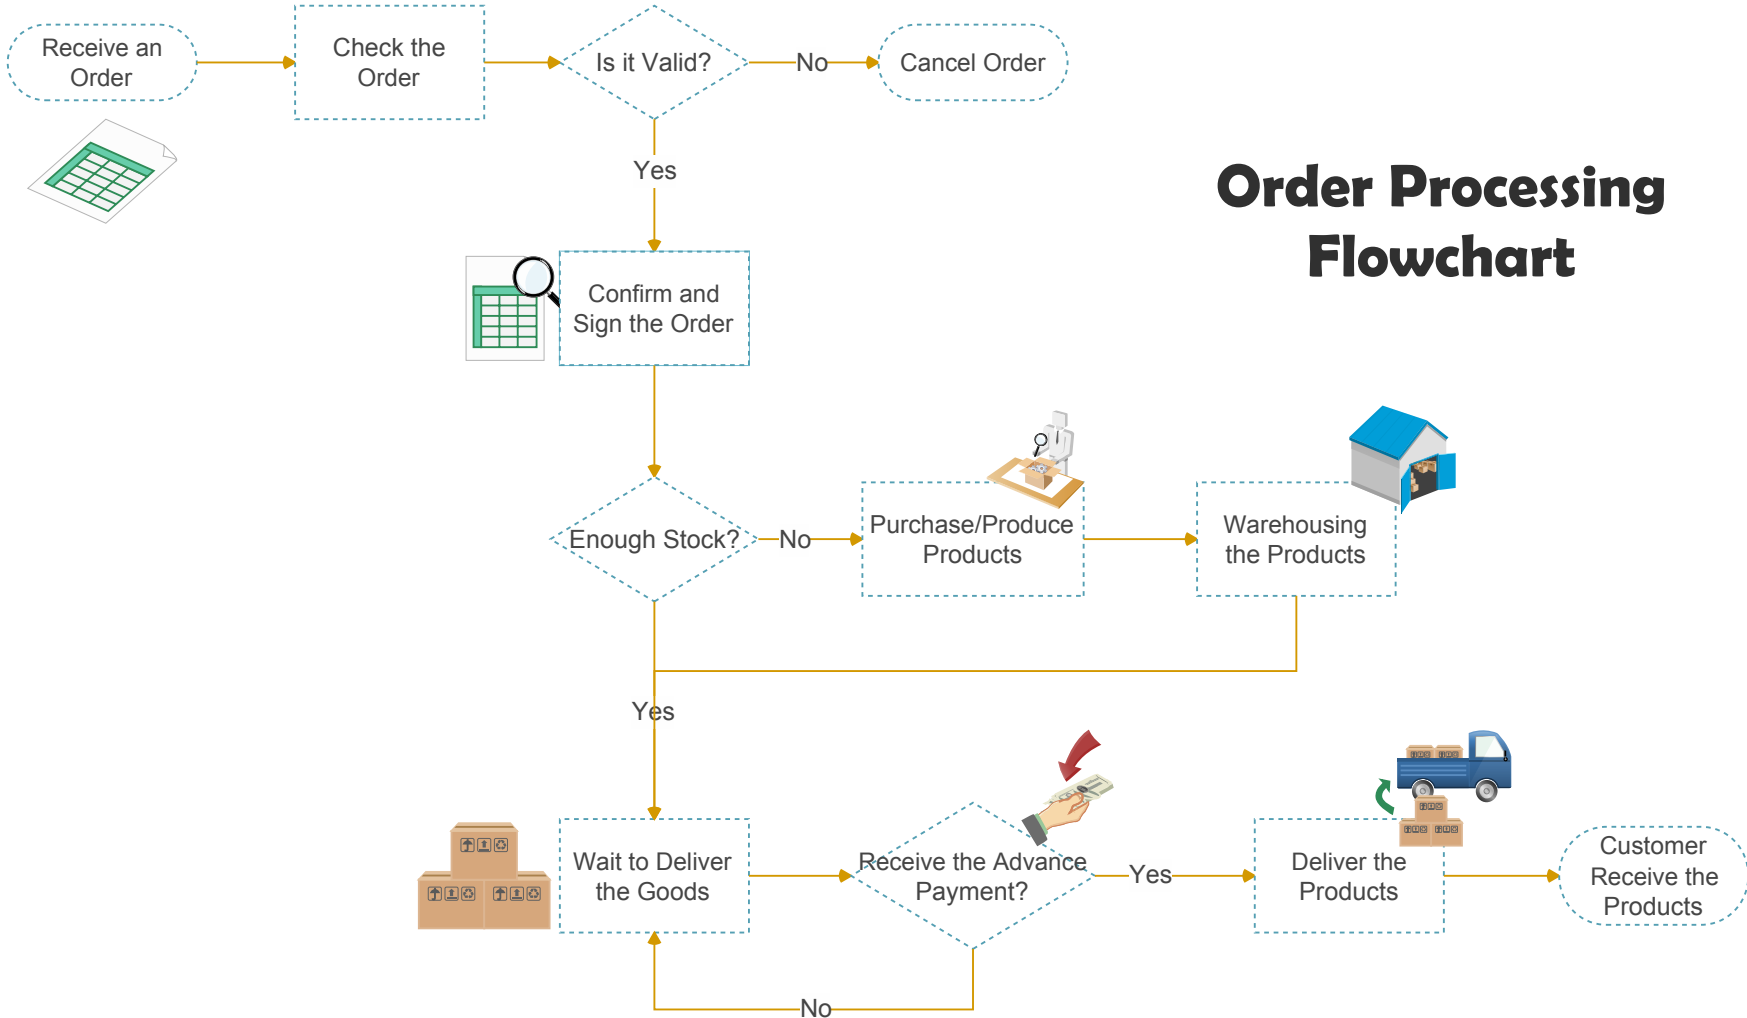 Receive an
Order
Check the
Order
Is it Valid?
No
Cancel Order
Yes
Order Processing
Flowchart
Confirm and
Sign the Order
Enough Stock?
No
Purchase/Produce
Products
Warehousing
the Products
Yes
Wait to Deliver
the Goods
Receive the Advance
Payment?
Yes
Deliver the
Products
Customer
Receive the
Products
No